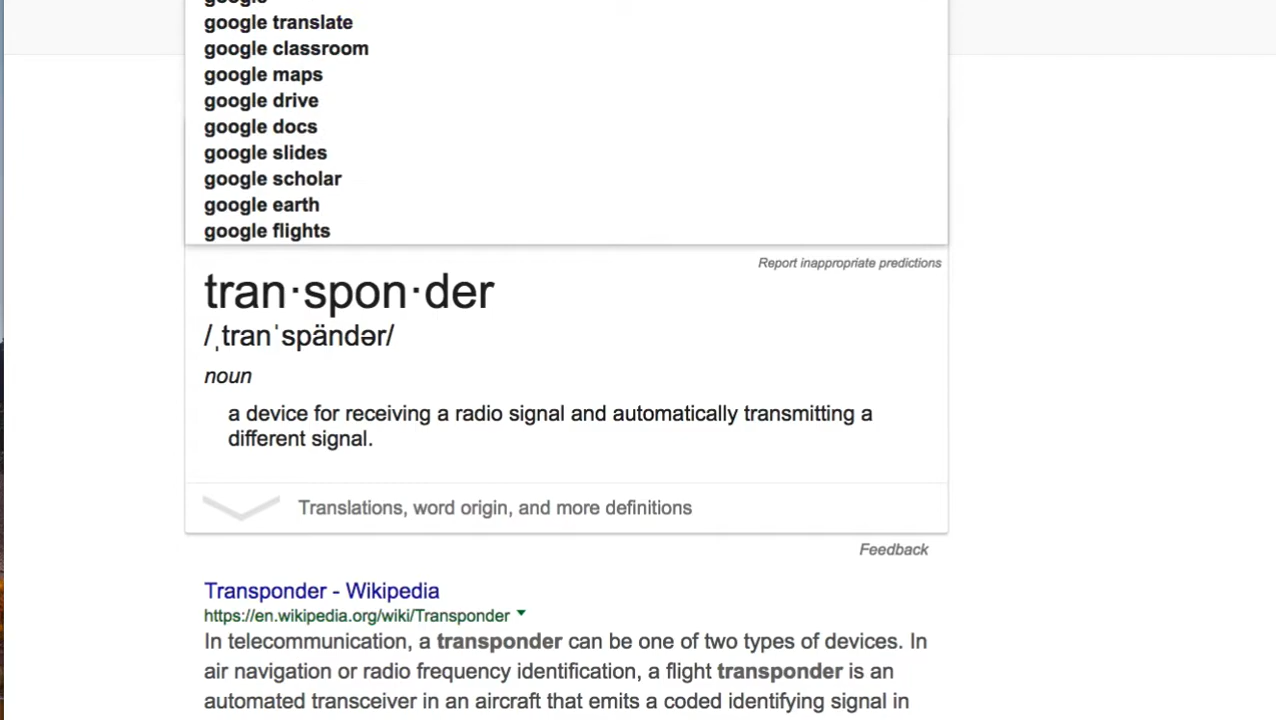 google
google translate
google classroom
google maps
google drive
google docs
google slides
google scholar
google earth
google flights
Report inappropriate predictions
tran·spon·der
/ˌtranˈspändər/
noun
a device for receiving a radio signal and automatically transmitting a
different signal.
Translations, word origin, and more definitions
Feedback
Transponder - Wikipedia
https://en.wikipedia.org/wiki/Transponder
In telecommunication, a transponder can be one of two types of devices. In
air navigation or radio frequency identification, a flight transponder is an
automated transceiver in an aircraft that emits a coded identifying signal in